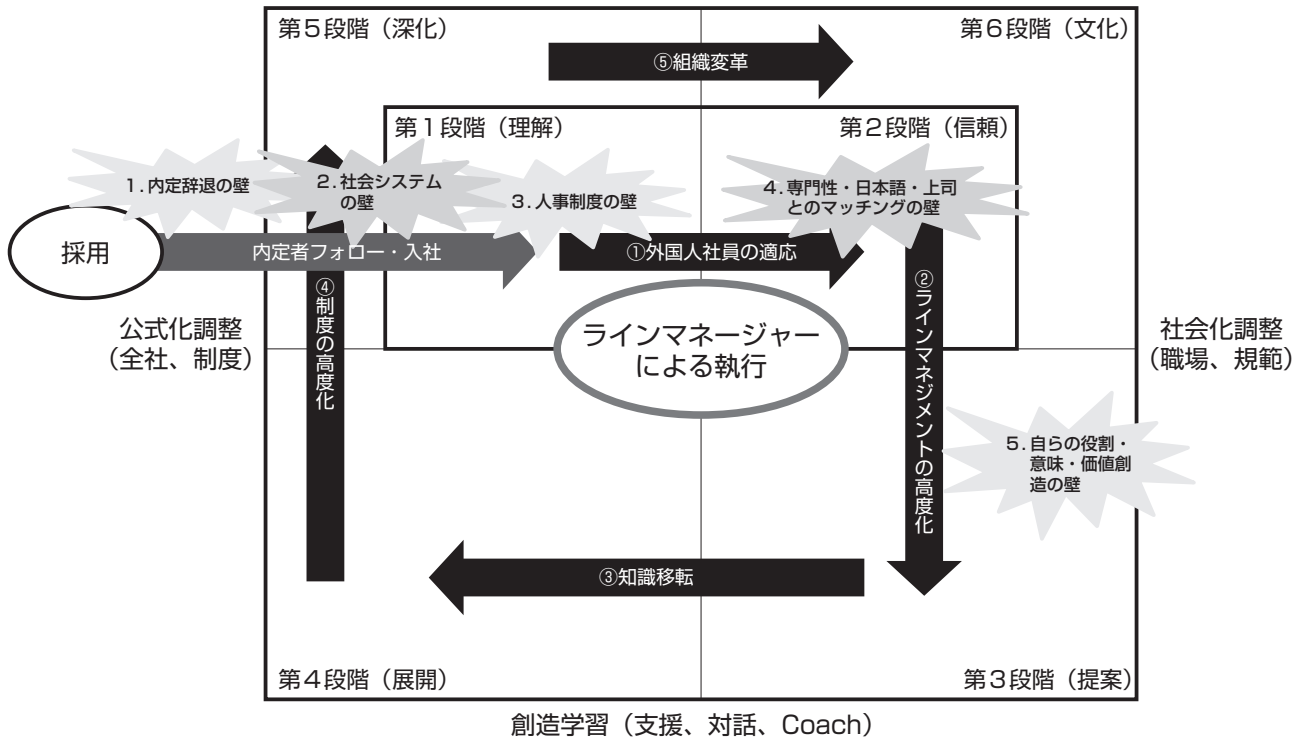 第5段階（深化）
第6段階（文化）
⑤組織変革
第1段階（理解）
第2段階（信頼）
1.内定辞退の壁
2.社会システム
の壁
3.人事制度の壁
4.専門性・日本語・上司
とのマッチングの壁
採用
内定者フォロー・入社
①外国人社員の適応
④制度の高度化
②ラインマネジメントの高度化
公式化調整
（全社、制度）
ラインマネージャー
による執行
社会化調整
（職場、規範）
5.自らの役割・
意味・価値創
造の壁
③知識移転
第4段階（展開）
第3段階（提案）
創造学習（支援、対話、Coach）